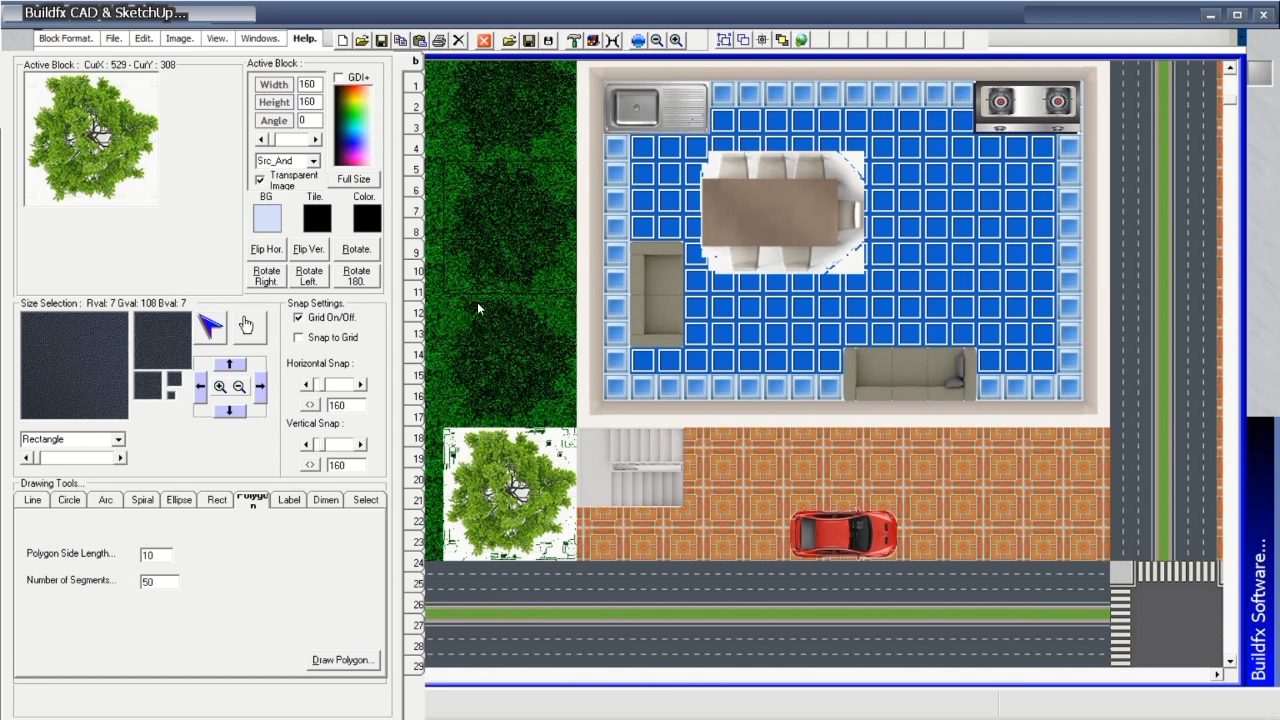 Buildfx CAD & SketchUp...
Block Format. File. Edit. Image. View. Windows. Help.
Active Block : CurX : 529 - CurY : 308
Active Block :
Width 160
GDI+
Height 160
Angle 0
Src_And
Transparent Image
Full Size
BG Tile. Color.
Flip Hor. Flip Ver. Rotate.
Rotate Right. Rotate Left. Rotate 180.
Size Selection : Rval: 7 Gval: 108 Bval: 7
Snap Settings.
Grid On/Off.
Snap to Grid
Horizontal Snap :
<> 160
Vertical Snap :
<> 160
Rectangle
Drawing Tools...
Line Circle Arc Spiral Ellipse Rect Polygon Label Dimen Select
Polygon Side Length... 10
Number of Segments... 50
Draw Polygon...
b
1
2
3
4
5
6
7
8
9
10
11
12
13
14
15
16
17
18
19
20
21
22
23
24
25
26
27
28
29
Buildfx Software...